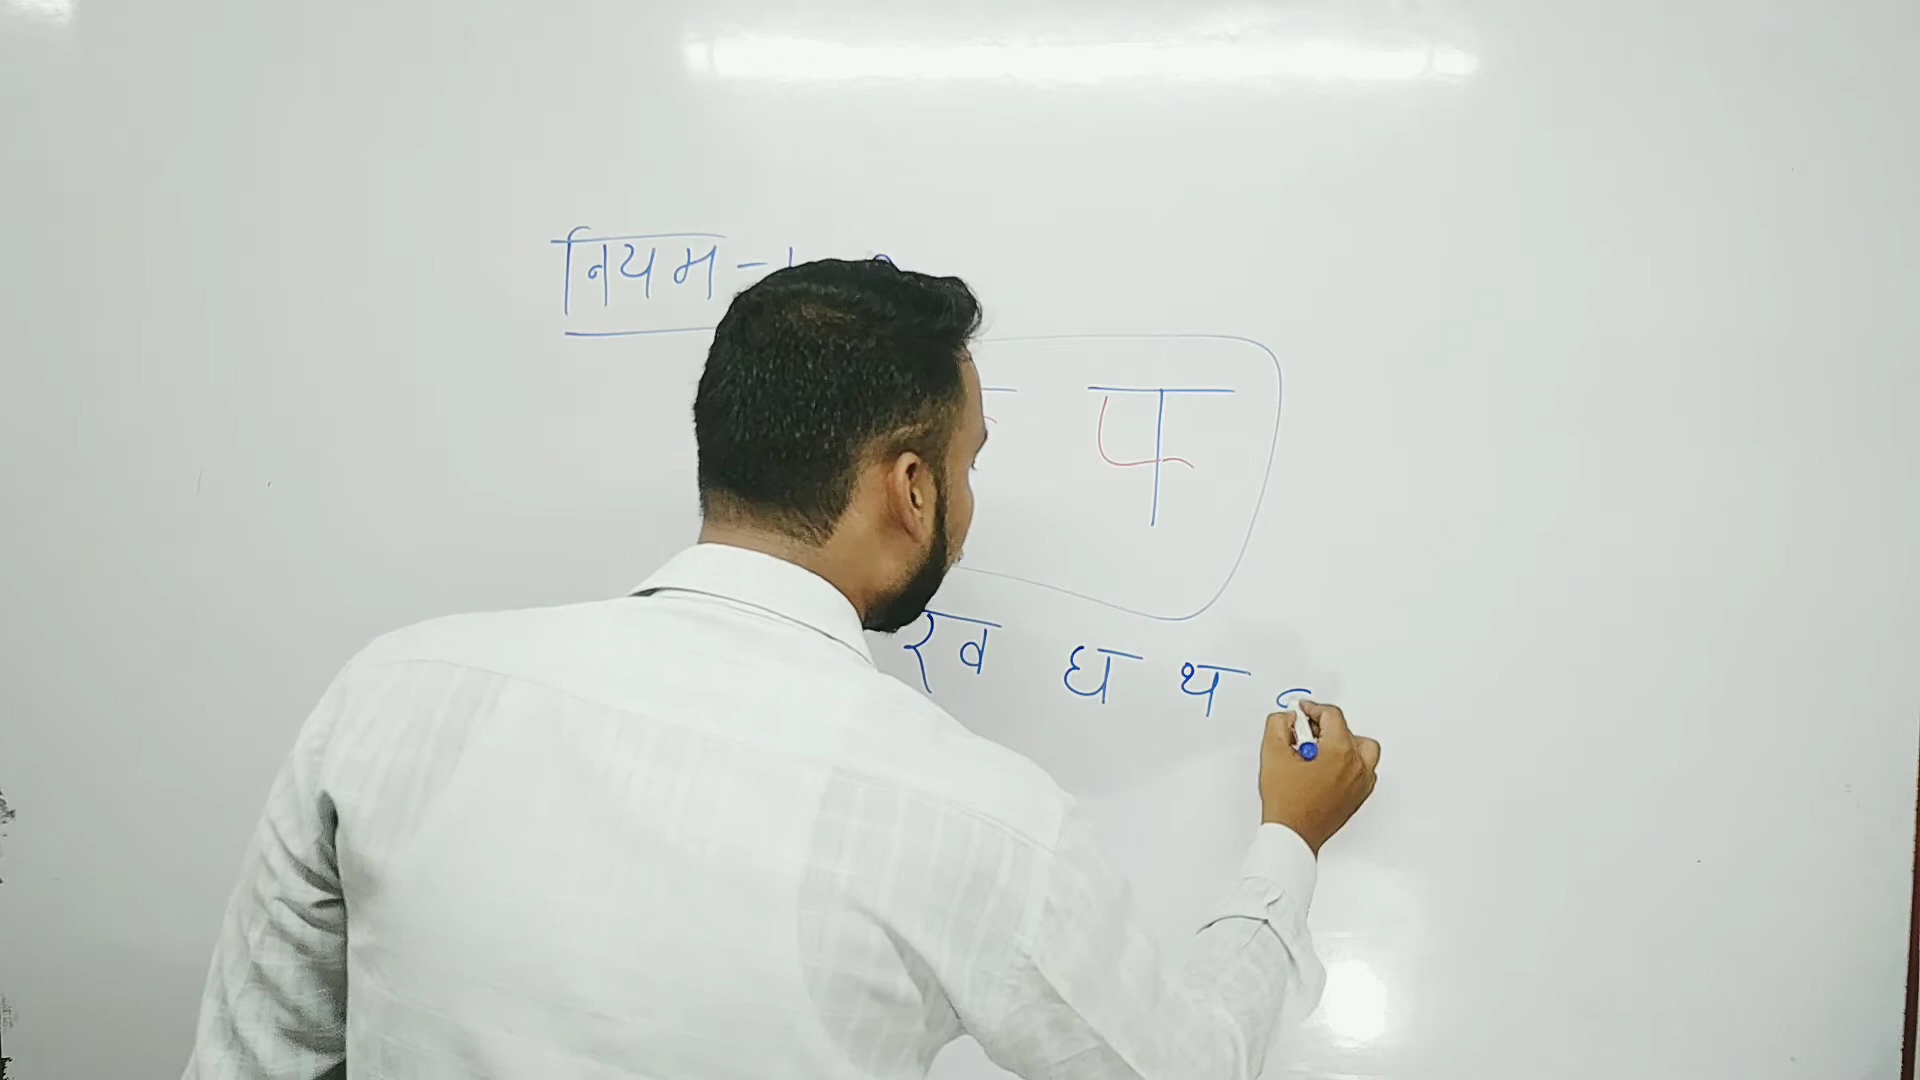 नियम -
फ
ख घ थ